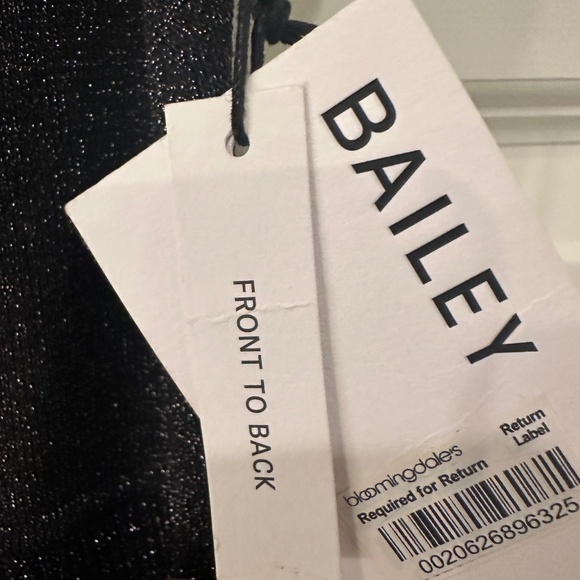 BAILEY
FRONT TO BACK
bloomingdale's
Required for Return
Return
Label
0020626896325